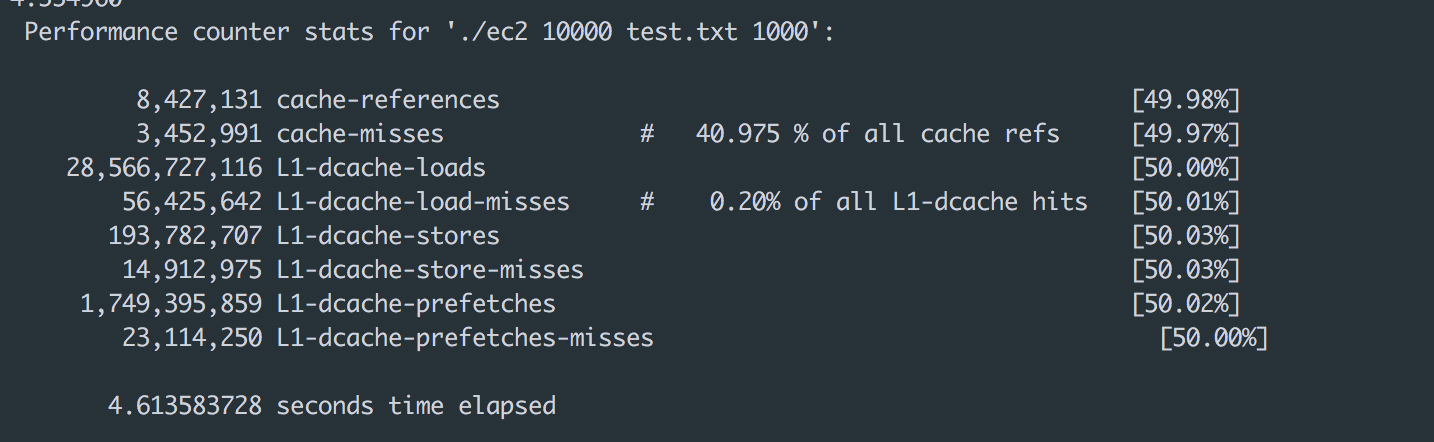 4.554960
Performance counter stats for './ec2 10000 test.txt 1000':
8,427,131 cache-references [49.98%]
3,452,991 cache-misses # 40.975 % of all cache refs [49.97%]
28,566,727,116 L1-dcache-loads [50.00%]
56,425,642 L1-dcache-load-misses # 0.20% of all L1-dcache hits [50.01%]
193,782,707 L1-dcache-stores [50.03%]
14,912,975 L1-dcache-store-misses [50.03%]
1,749,395,859 L1-dcache-prefetches [50.02%]
23,114,250 L1-dcache-prefetches-misses [50.00%]
4.613583728 seconds time elapsed